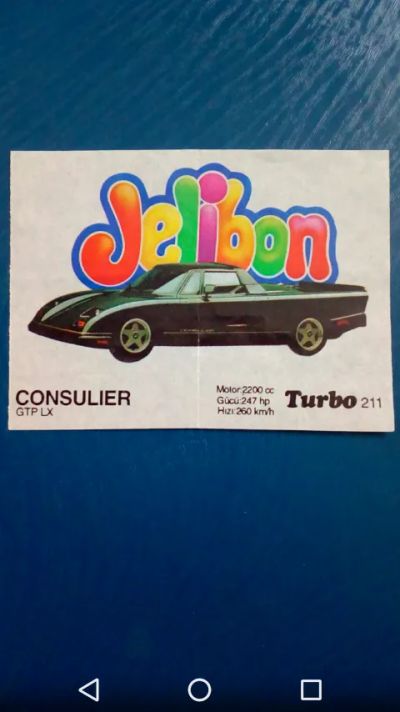 Jelibon
CONSULIER
GTP LX
Motor:2200 cc
Gücü:247 hp
Hızı:260 km/h
Turbo 211